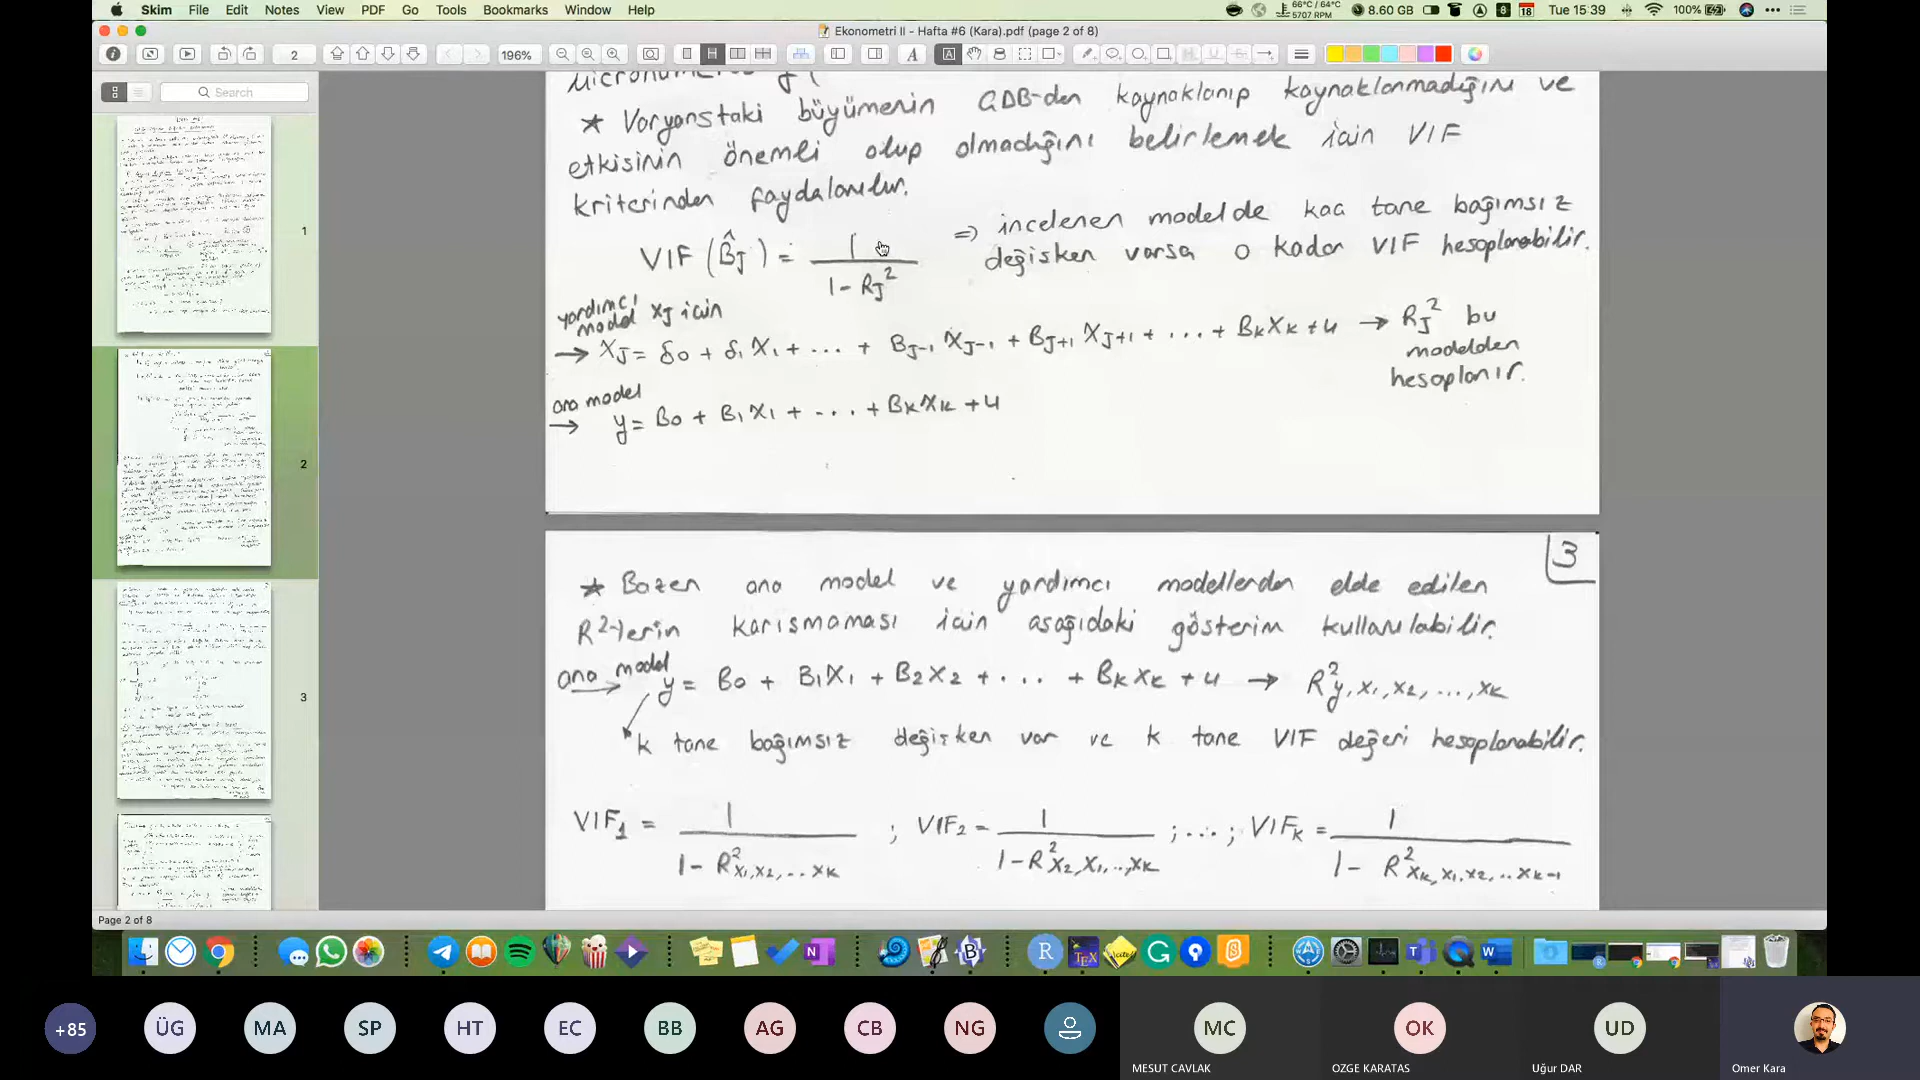 Skim File Edit Notes View PDF Go Tools Bookmarks Window Help
66°C / 64°C
5707 RPM
8.60 GB
8
18
Tue 15:39
100%
Ekonometri II - Hafta #6 (Kara).pdf (page 2 of 8)
2
196%
Search
1
2
3
Page 2 of 8
* Varyanstaki büyümenin ÇDB-den kaynaklanıp kaynaklanmadığını ve
etkisinin önemli olup olmadığını belirlemek için VIF
kriterinden faydalanılır.
VIF (B̂J) = 1 / (1 - RJ²) => incelenen modelde kaç tane bağımsız
değişken varsa o kadar VIF hesaplanabilir.
yardımcı model XJ için
→ XJ = δ0 + δ1X1 + ... + BJ-1 XJ-1 + BJ+1 XJ+1 + ... + BkXk + u → RJ² bu
modelden
hesaplanır.
ana model
→ y = B0 + B1X1 + ... + BkXk + u
3
* Bazen ana model ve yardımcı modellerden elde edilen
R²-lerin karışmaması için aşağıdaki gösterim kullanılabilir.
ana model y = B0 + B1X1 + B2X2 + ... + BkXk + u → R²y,x1,x2,...,xk
k tane bağımsız değişken var ve k tane VIF değeri hesaplanabilir.
VIF1 = 1 / (1 - R²x1,x2,..xk) ; VIF2 = 1 / (1 - R²x2,x1,..,xk) ; ... ; VIFk = 1 / (1 - R²xk,x1,x2,..xk-1)
+85 ÜG MA SP HT EC BB AG CB NG MC OK UD
MESUT CAVLAK OZGE KARATAS Uğur DAR Omer Kara